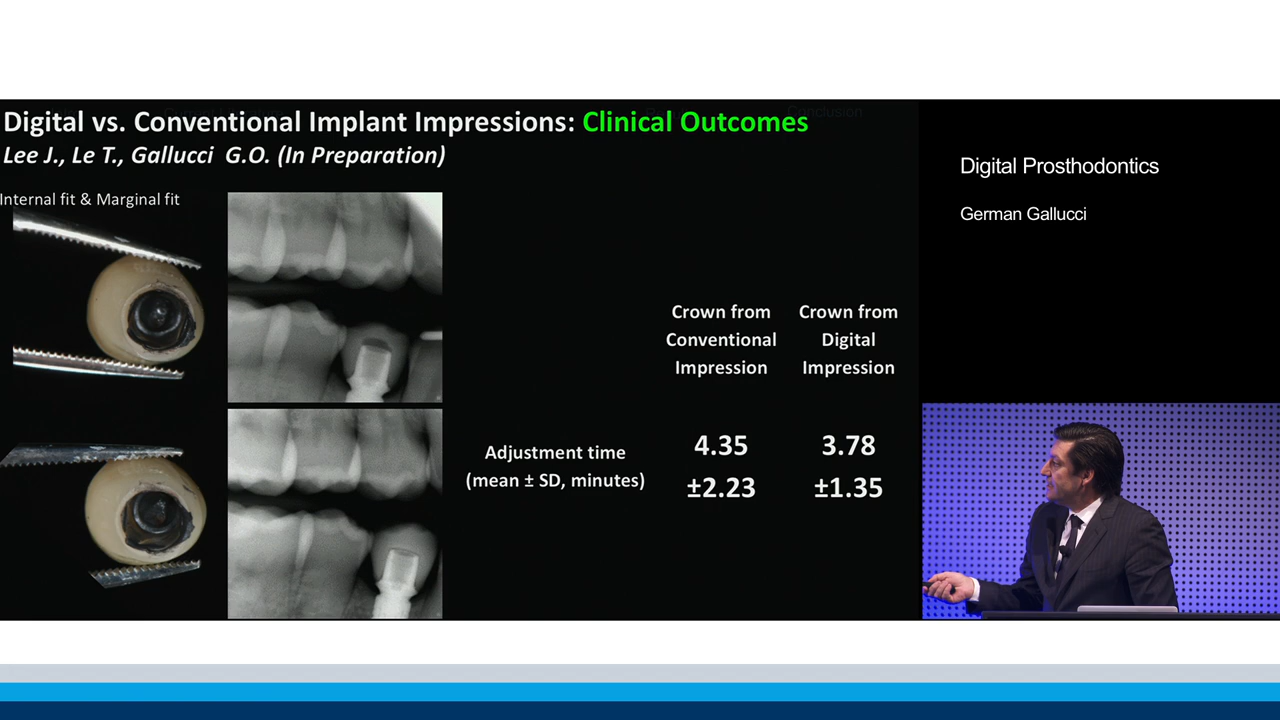 Digital vs. Conventional Implant Impressions: Clinical Outcomes
Lee J., Le T., Gallucci G.O. (In Preparation)
Internal fit & Marginal fit
Crown from
Conventional
Impression
Crown from
Digital
Impression
Adjustment time
(mean ± SD, minutes)
4.35
±2.23
3.78
±1.35
Digital Prosthodontics
German Gallucci
Conclusion